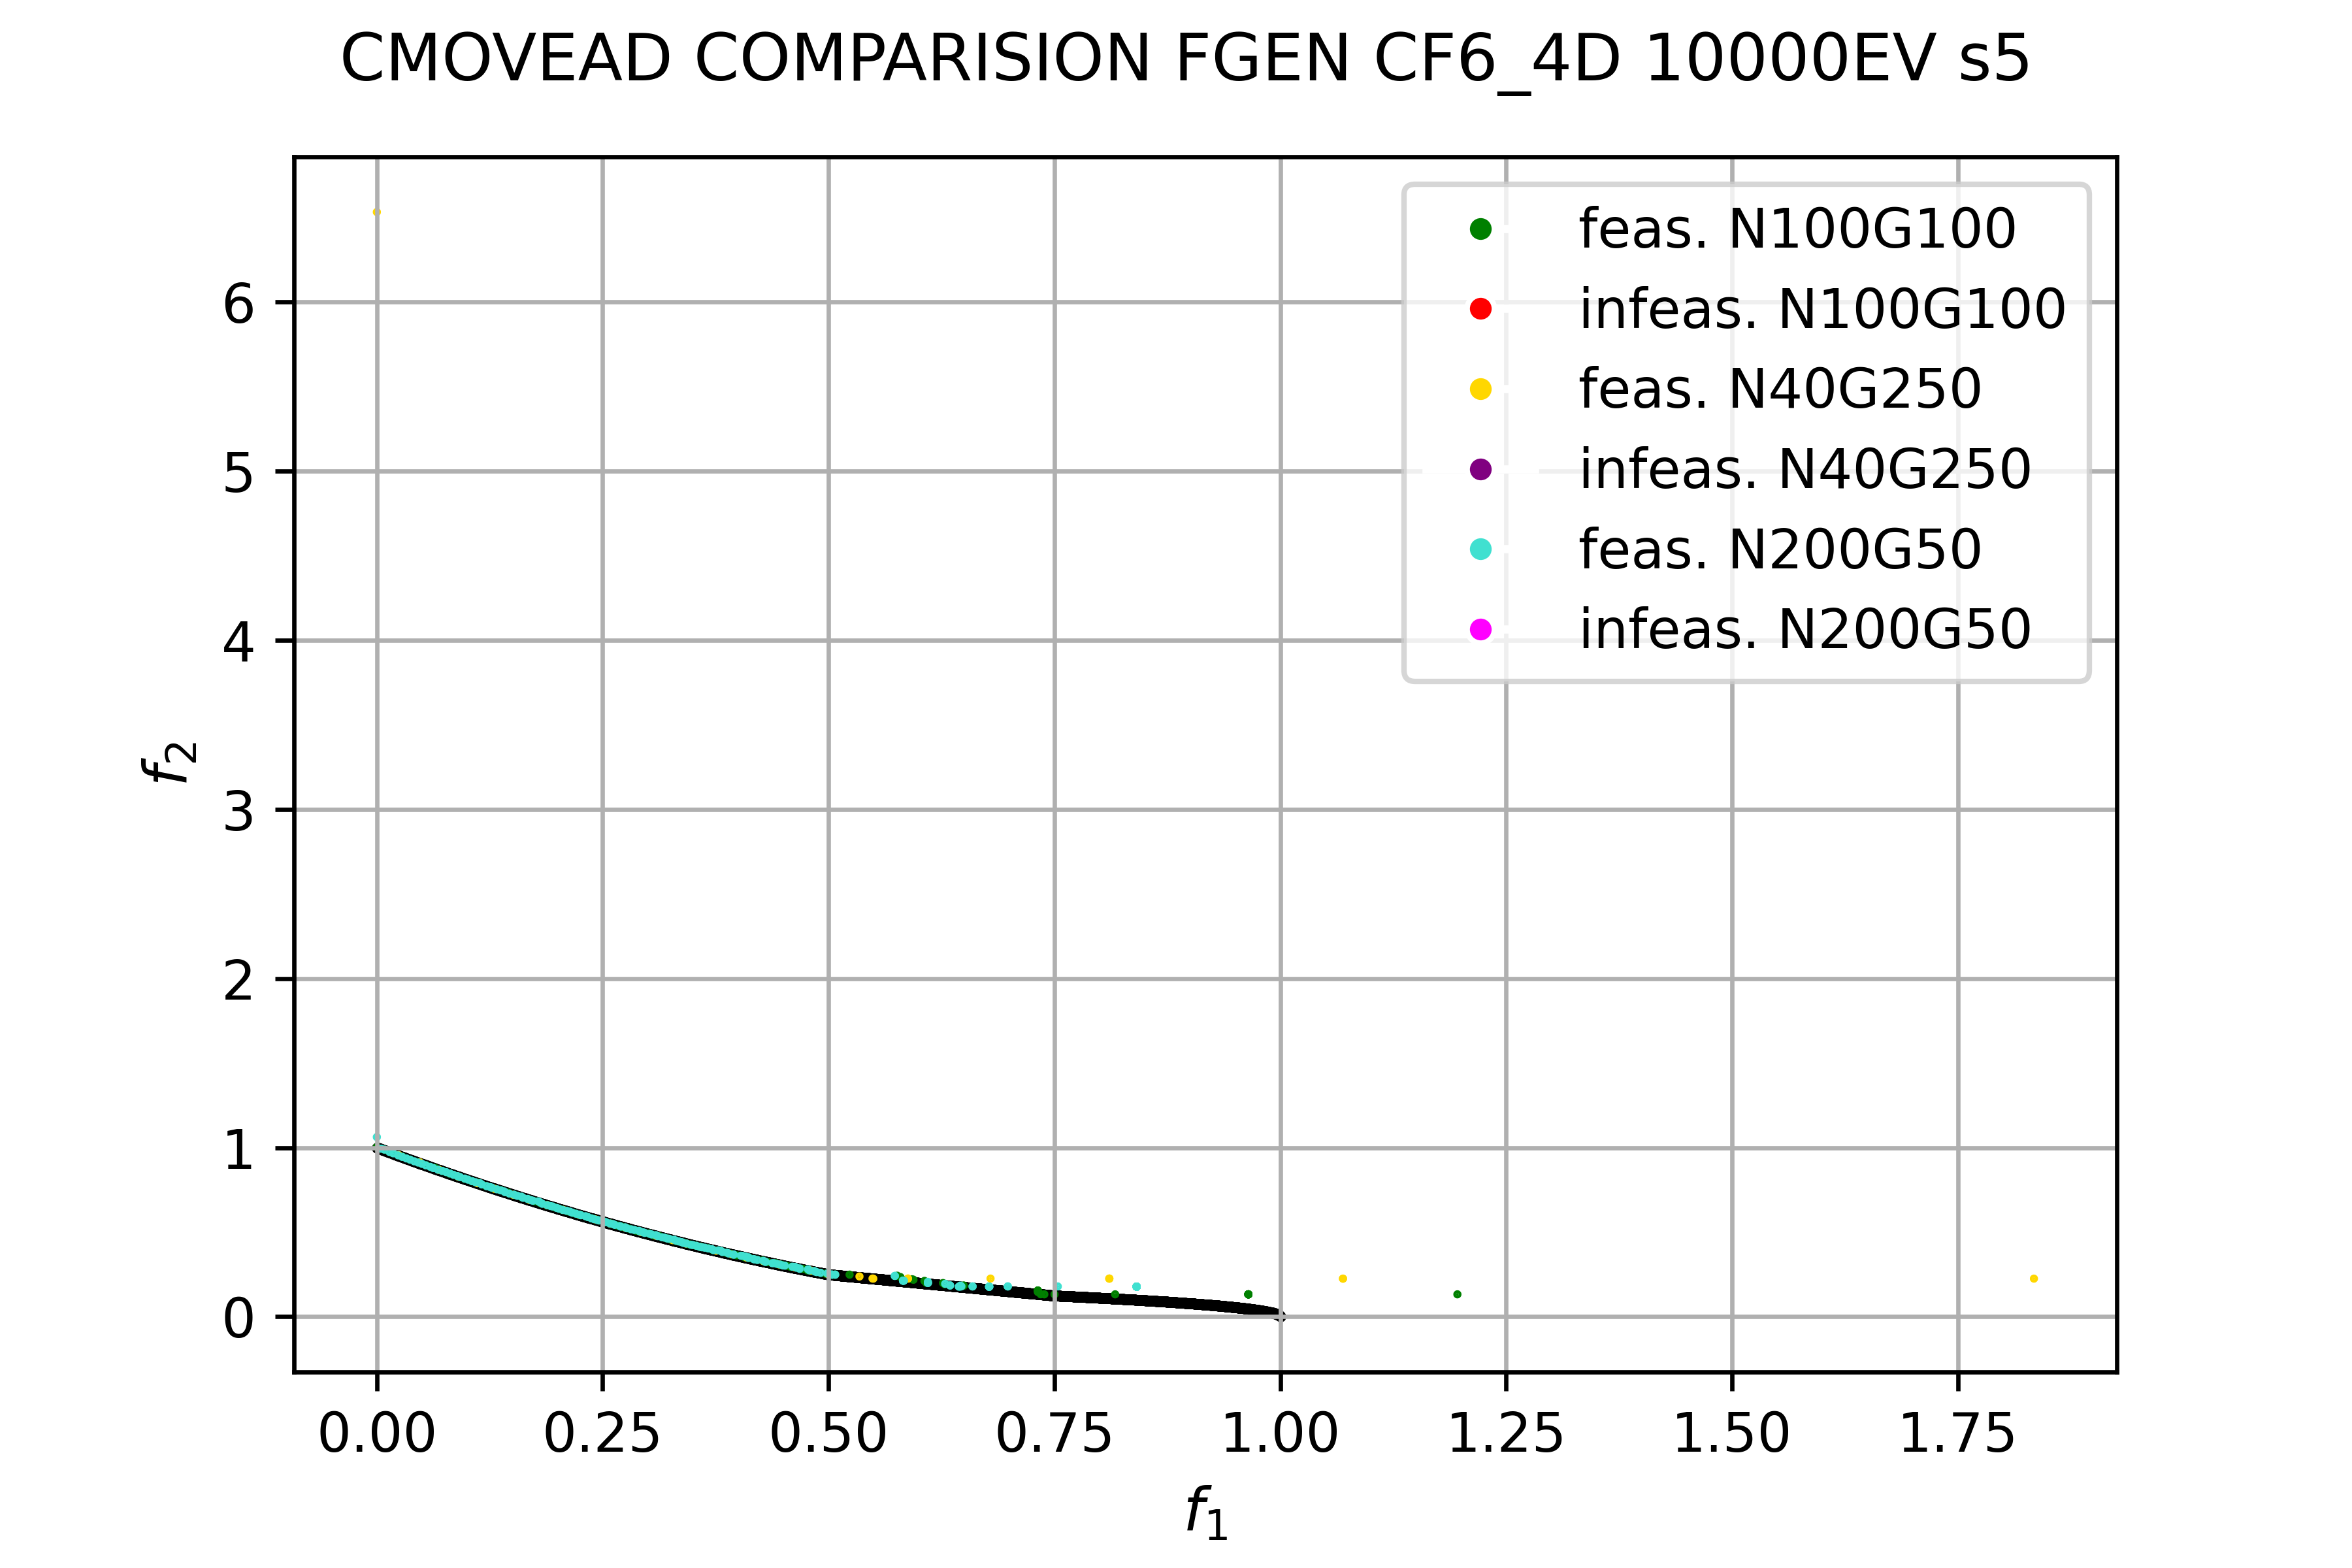 CMOVEAD COMPARISION FGEN CF6_4D 10000EV s5
feas. N100G100
infeas. N100G100
feas. N40G250
infeas. N40G250
feas. N200G50
infeas. N200G50
6
5
4
3
2
1
0
f2
0.00 0.25 0.50 0.75 1.00 1.25 1.50 1.75
f1